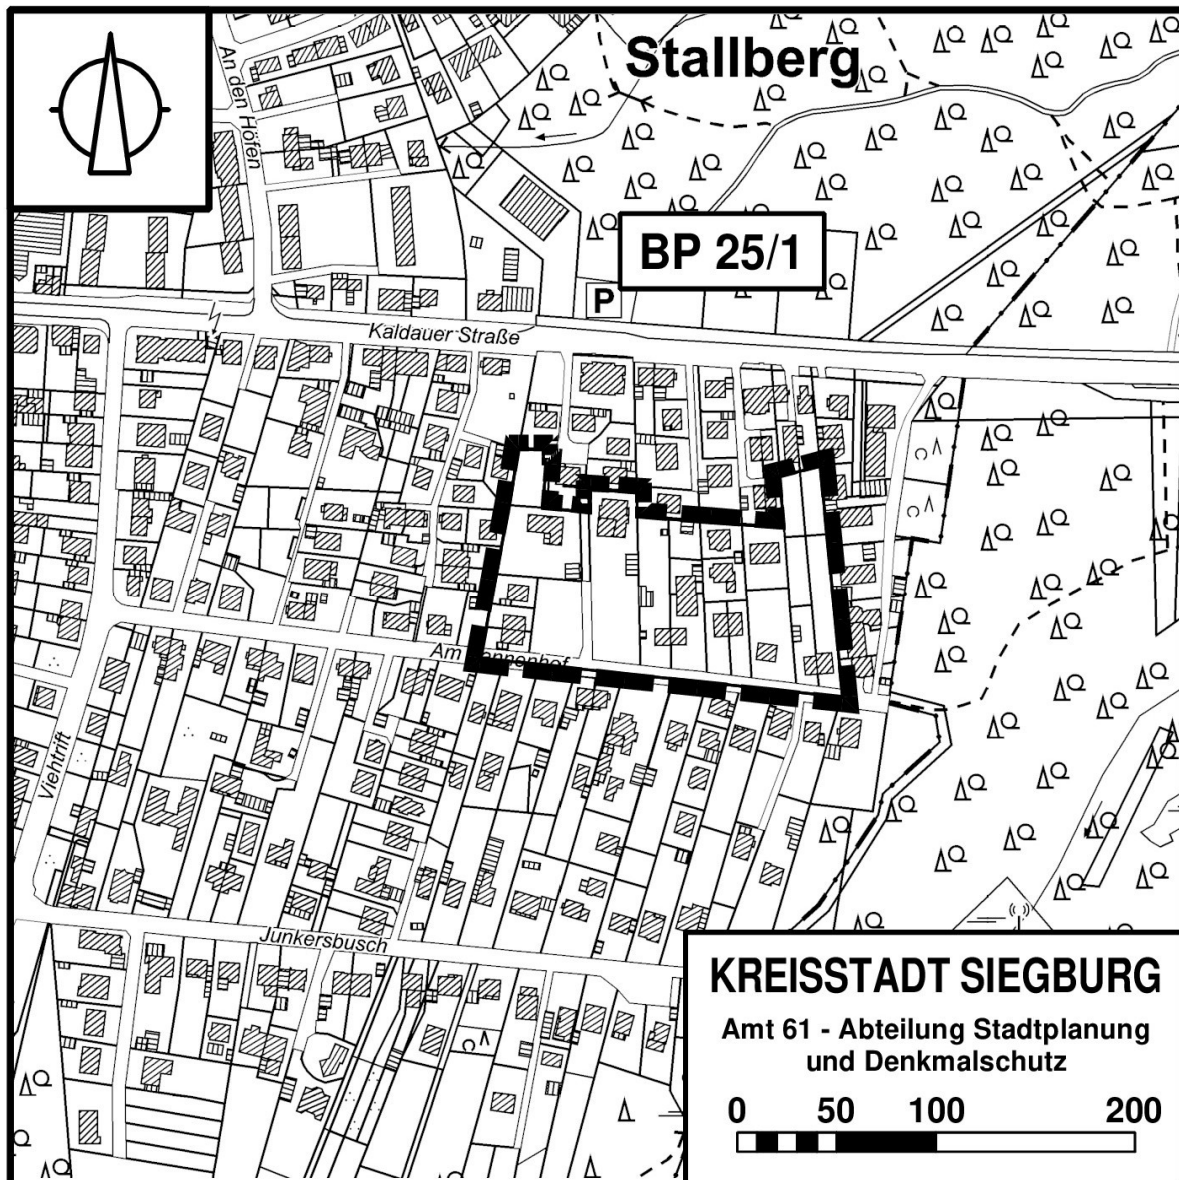 Stallberg
An den Höfen
BP 25/1
P
Kaldauer Straße
Am
Viehtrift
Junkersbusch
KREISSTADT SIEGBURG
Amt 61 - Abteilung Stadtplanung
und Denkmalschutz
0 50 100 200